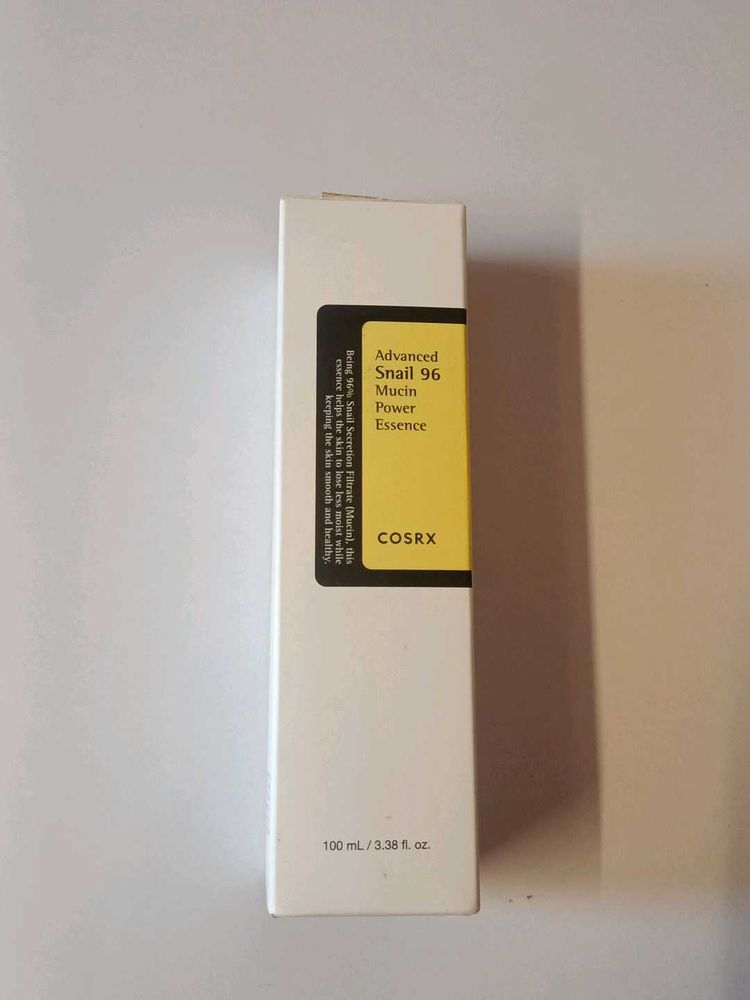 Advanced
Snail 96
Mucin
Power
Essence
COSRX
Being 96% Snail Secretion Filtrate (Mucin), this
essence helps the skin to lose less moist while
keeping the skin smooth and healthy.
100 mL / 3.38 fl. oz.